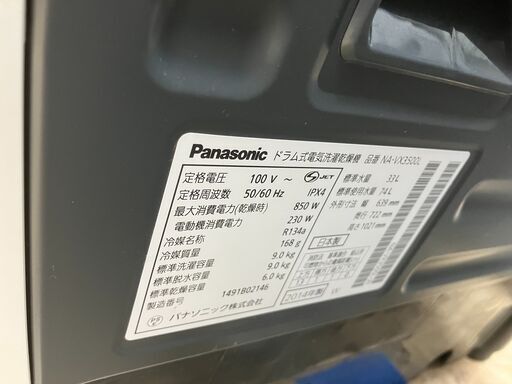 Panasonic ドラム式電気洗濯乾燥機 品番 NA-VX3500L
定格電圧 100 V ~ JET
定格周波数 50/60 Hz IPX4
最大消費電力(乾燥時) 850 W
電動機消費電力 230 W
冷媒名称 R134a
冷媒質量 168 g
標準洗濯容量 9.0 kg
標準脱水容量 9.0 kg
標準乾燥容量 6.0 kg
製造番号 1491B02146
パナソニック株式会社
標準水量 33 L
標準使用水量 74 L
外形寸法 幅 639 mm
奥行 722 mm
高さ 1021 mm
日本製
2014年製 W